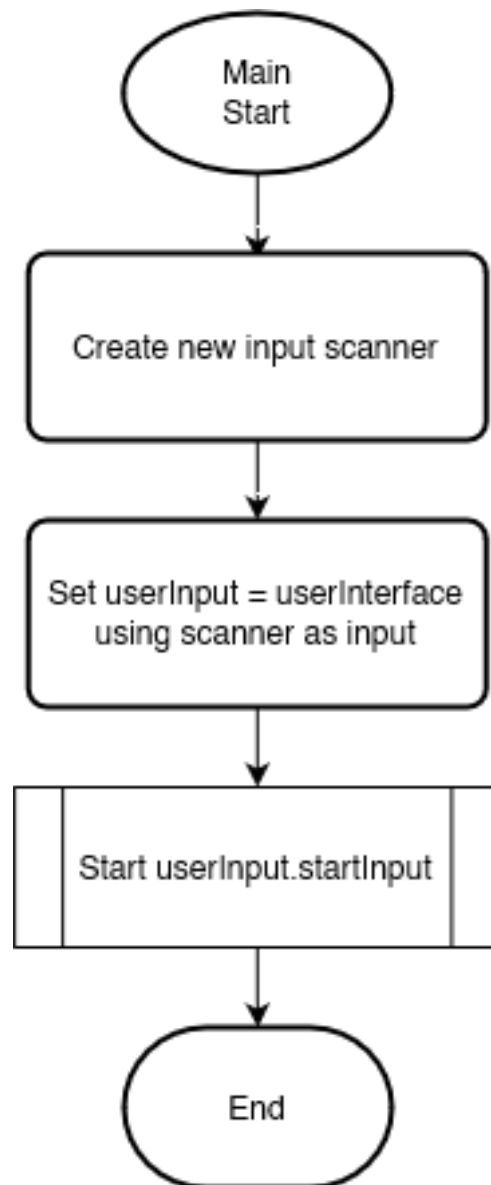 Main
Start
Create new input scanner
Set userInput = userInterface
using scanner as input
Start userInput.startInput
End